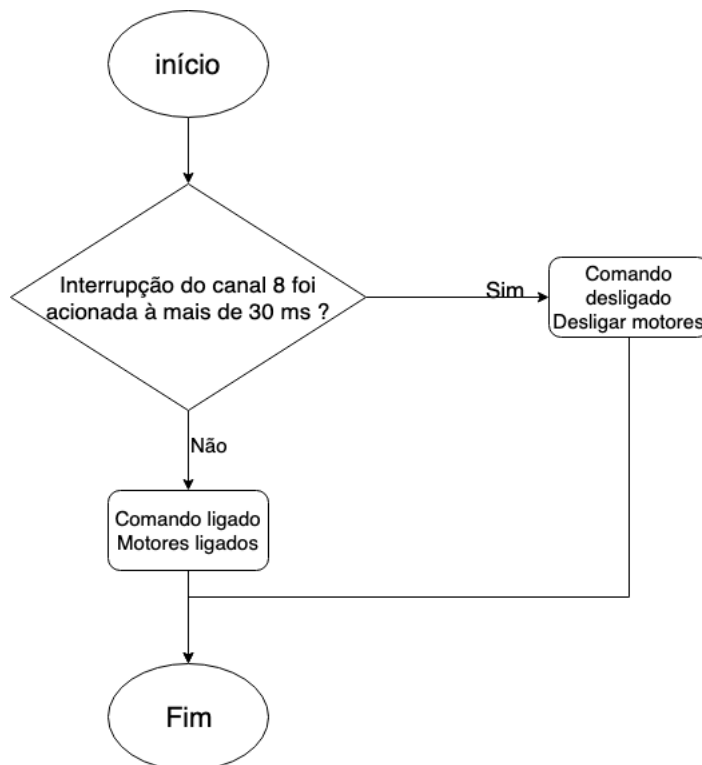 início
Interrupção do canal 8 foi
acionada à mais de 30 ms ?
Sim
Comando
desligado
Desligar motores
Não
Comando ligado
Motores ligados
Fim